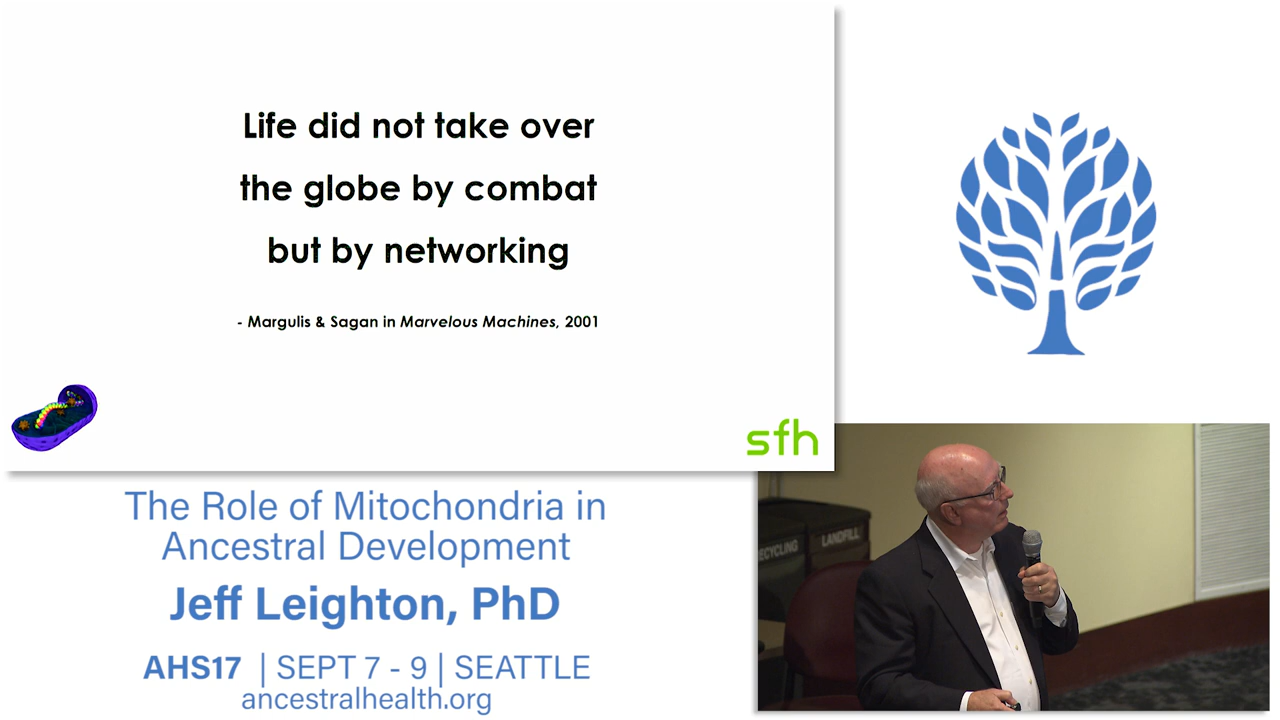 Life did not take over
the globe by combat
but by networking
- Margulis & Sagan in Marvelous Machines, 2001
sfh
The Role of Mitochondria in
Ancestral Development
Jeff Leighton, PhD
AHS17 | SEPT 7 - 9 | SEATTLE
ancestralhealth.org
RECYCLING
LANDFILL